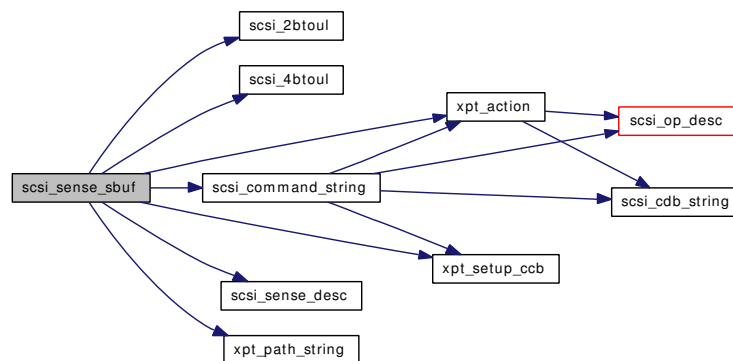 scsi_2btoul
scsi_4btoul
xpt_action
scsi_op_desc
scsi_sense_sbuf
scsi_command_string
scsi_cdb_string
xpt_setup_ccb
scsi_sense_desc
xpt_path_string